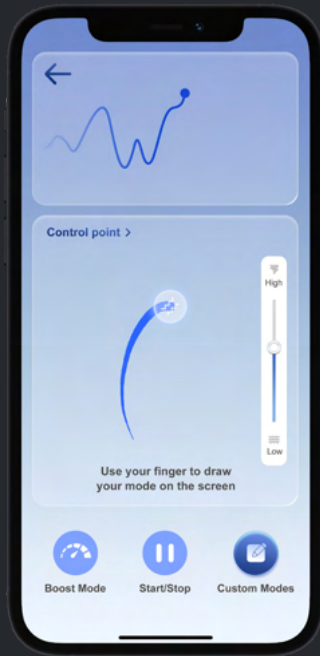 Control point >
High
Low
Use your finger to draw
your mode on the screen
Boost Mode
Start/Stop
Custom Modes